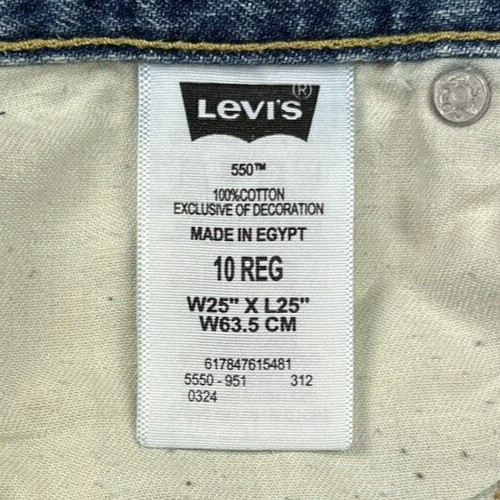 LEVI'S (R)
550™
100%COTTON
EXCLUSIVE OF DECORATION
MADE IN EGYPT
10 REG
W25" X L25"
W63.5 CM
617847615481
5550-951 312
0324